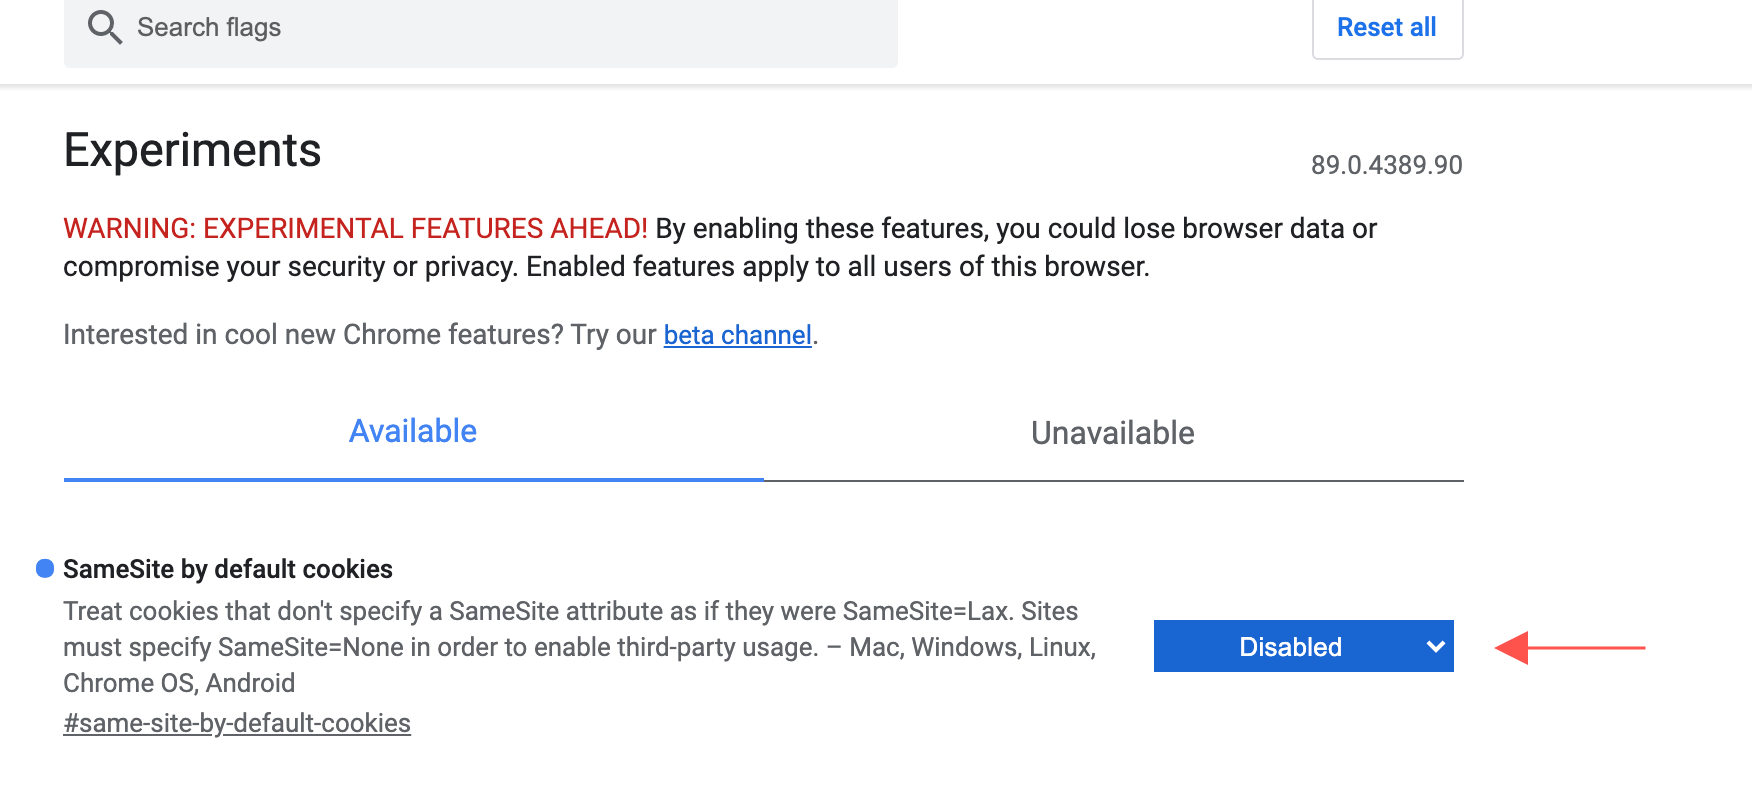 Search flags
Reset all
Experiments
89.0.4389.90
WARNING: EXPERIMENTAL FEATURES AHEAD! By enabling these features, you could lose browser data or
compromise your security or privacy. Enabled features apply to all users of this browser.
Interested in cool new Chrome features? Try our beta channel.
Available
Unavailable
SameSite by default cookies
Treat cookies that don't specify a SameSite attribute as if they were SameSite=Lax. Sites
must specify SameSite=None in order to enable third-party usage. – Mac, Windows, Linux,
Chrome OS, Android
#same-site-by-default-cookies
Disabled